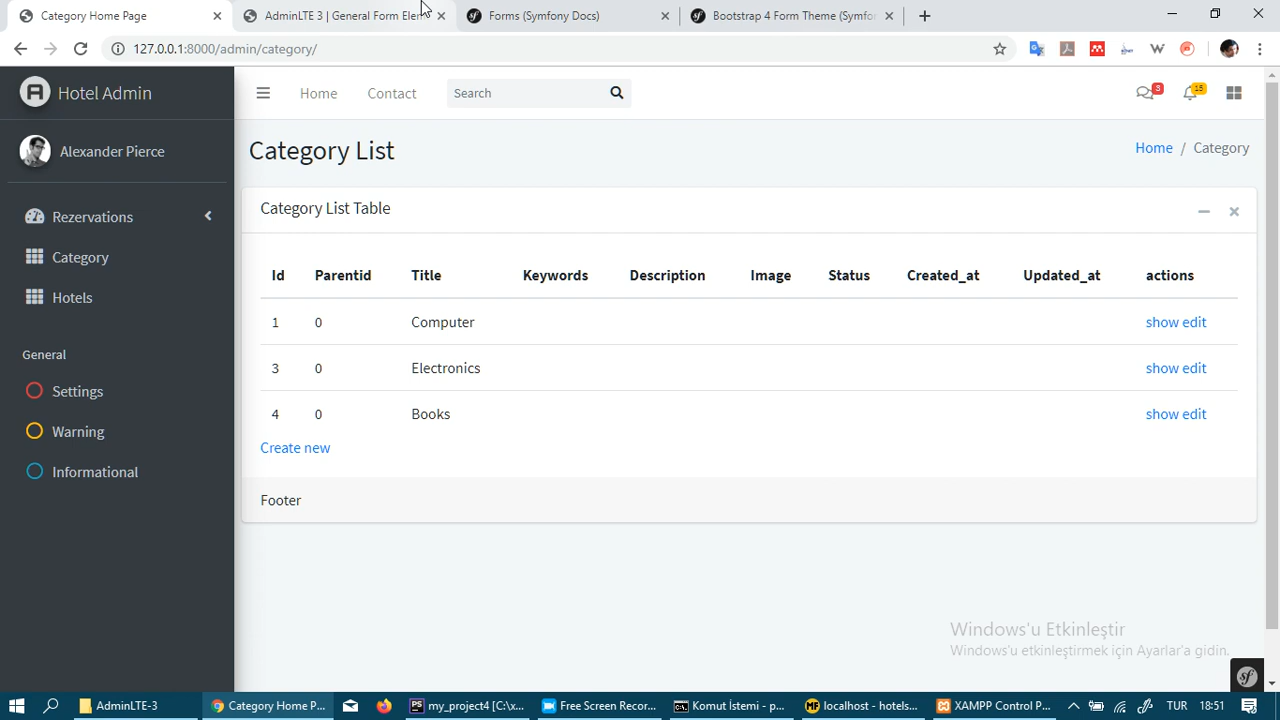 Category Home Page
AdminLTE 3 | General Form Elem
Forms (Symfony Docs)
Bootstrap 4 Form Theme (Symfo
127.0.0.1:8000/admin/category/
Hotel Admin
Home
Contact
Search
3
15
Alexander Pierce
Category List
Home / Category
Rezervations
Category
Hotels
General
Settings
Warning
Informational
Category List Table
Id Parentid Title Keywords Description Image Status Created_at Updated_at actions
1 0 Computer show edit
3 0 Electronics show edit
4 0 Books show edit
Create new
Footer
Windows'u Etkinleştir
Windows'u etkinleştirmek için Ayarlar'a gidin.
AdminLTE-3
Category Home P...
my_project4 [C:\x...
Free Screen Recor...
Komut İstemi - p...
localhost - hotels...
XAMPP Control P...
TUR
18:51